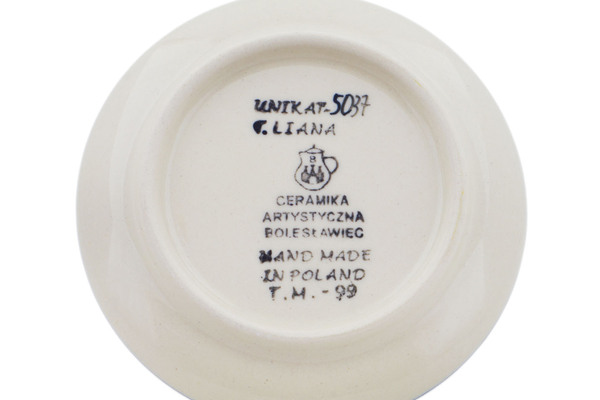 UNIKAT-5037
T. LIANA
B
CERAMIKA
ARTYSTYCZNA
BOLESŁAWIEC
HAND MADE
IN POLAND
T.M.-99